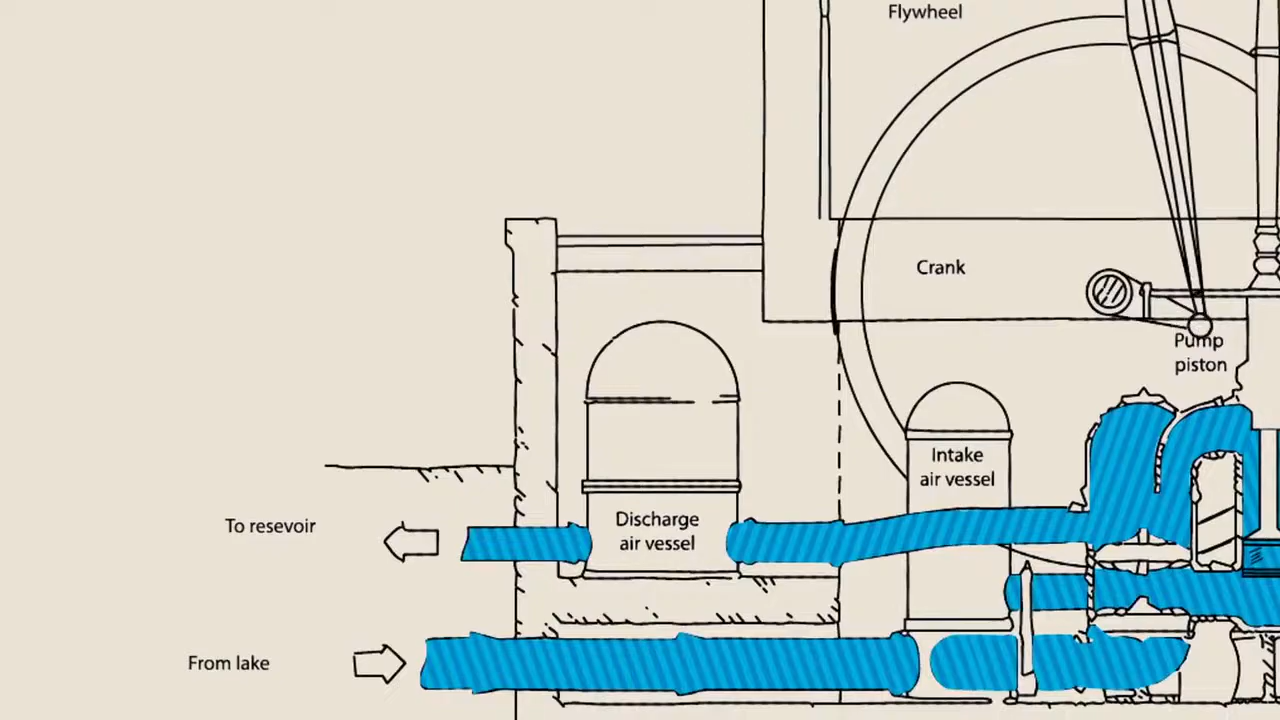 Flywheel
Crank
Pump
piston
Intake
air vessel
Discharge
air vessel
To resevoir
From lake